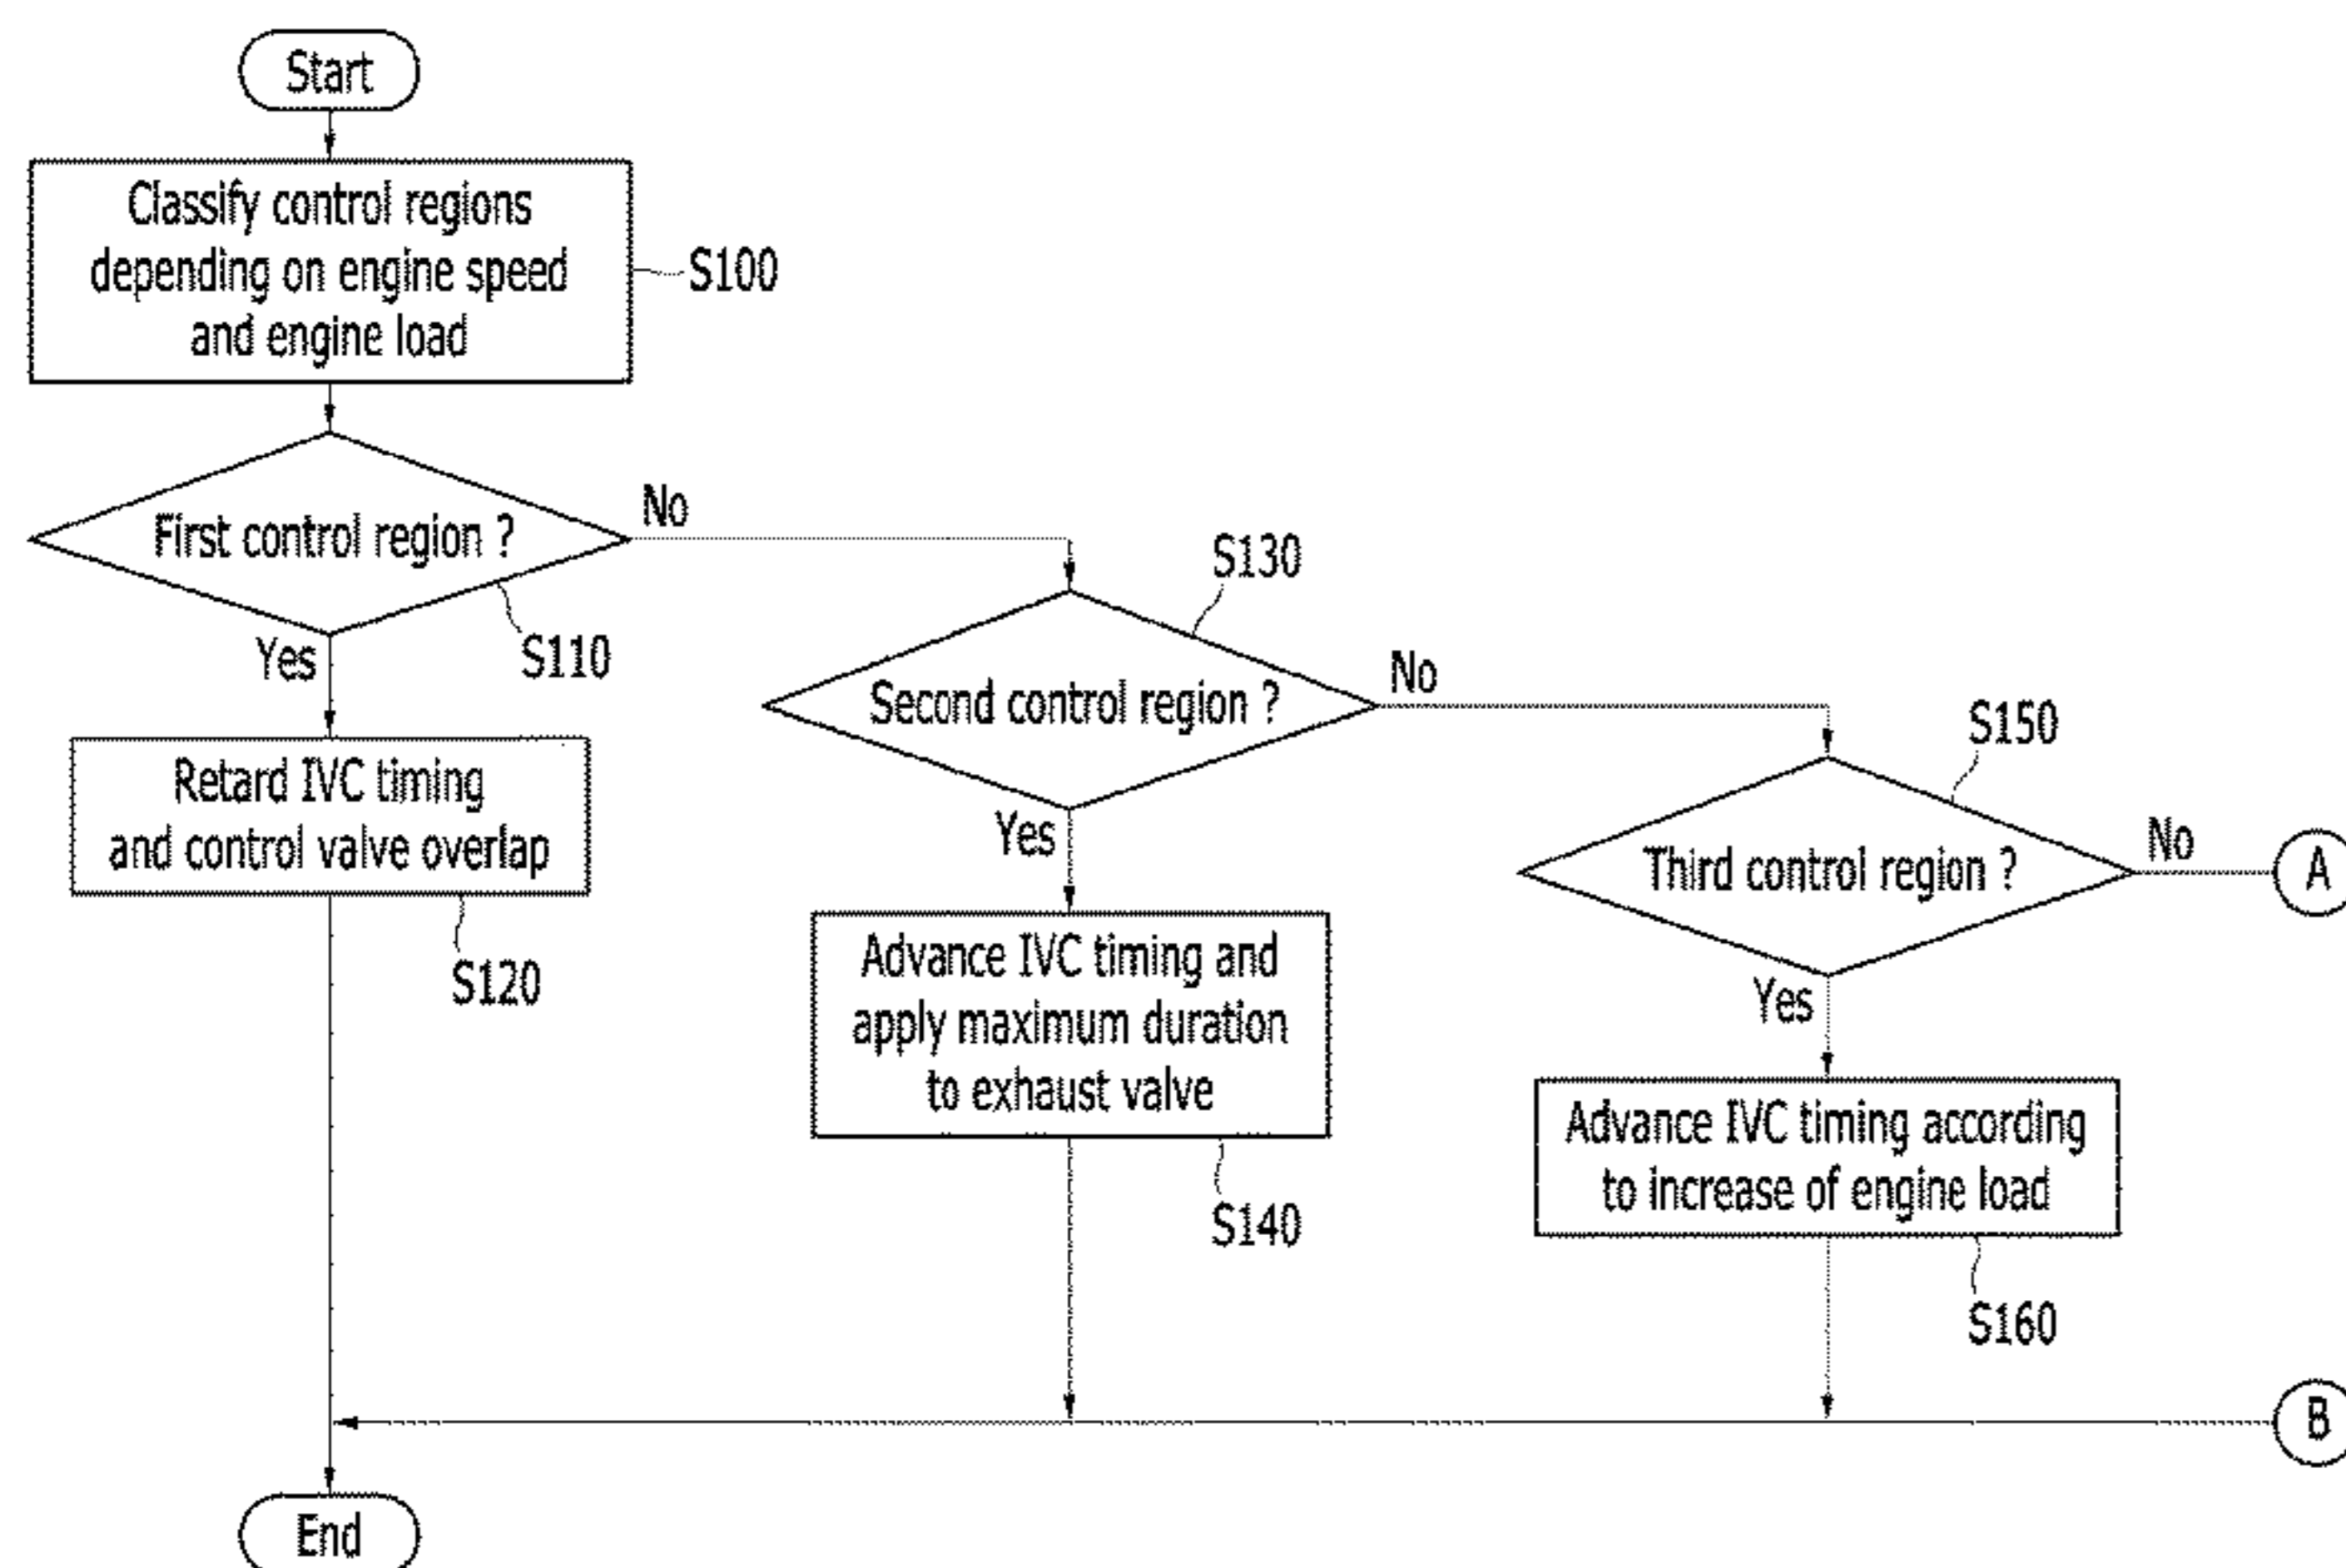 Start
Classify control regions
depending on engine speed
and engine load
S100
First control region ?
No
Yes
S110
S130
Second control region ?
No
Yes
S150
Third control region ?
No
A
Yes
Retard IVC timing
and control valve overlap
S120
Advance IVC timing and
apply maximum duration
to exhaust valve
S140
Advance IVC timing according
to increase of engine load
S160
B
End